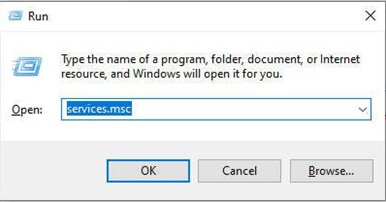 Run
Type the name of a program, folder, document, or Internet
resource, and Windows will open it for you.
Open: services.msc
OK Cancel Browse...